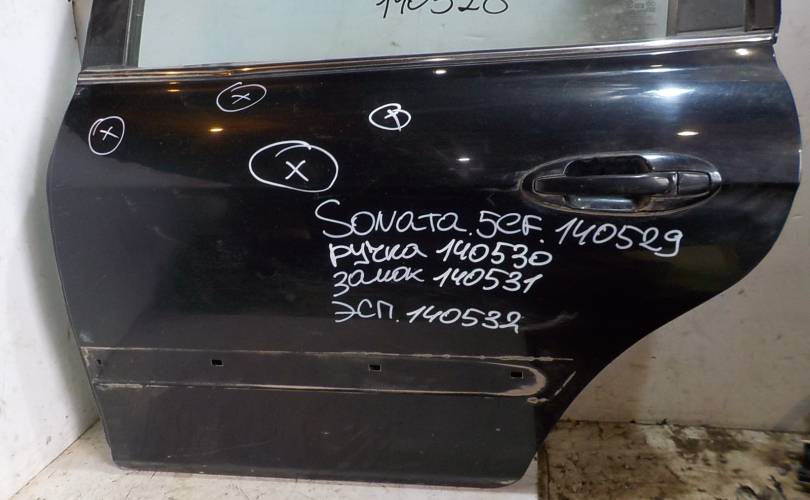 140528
SONATA. 5ef. 140529
ручка 140530
замок 140531
ЭСП. 140532